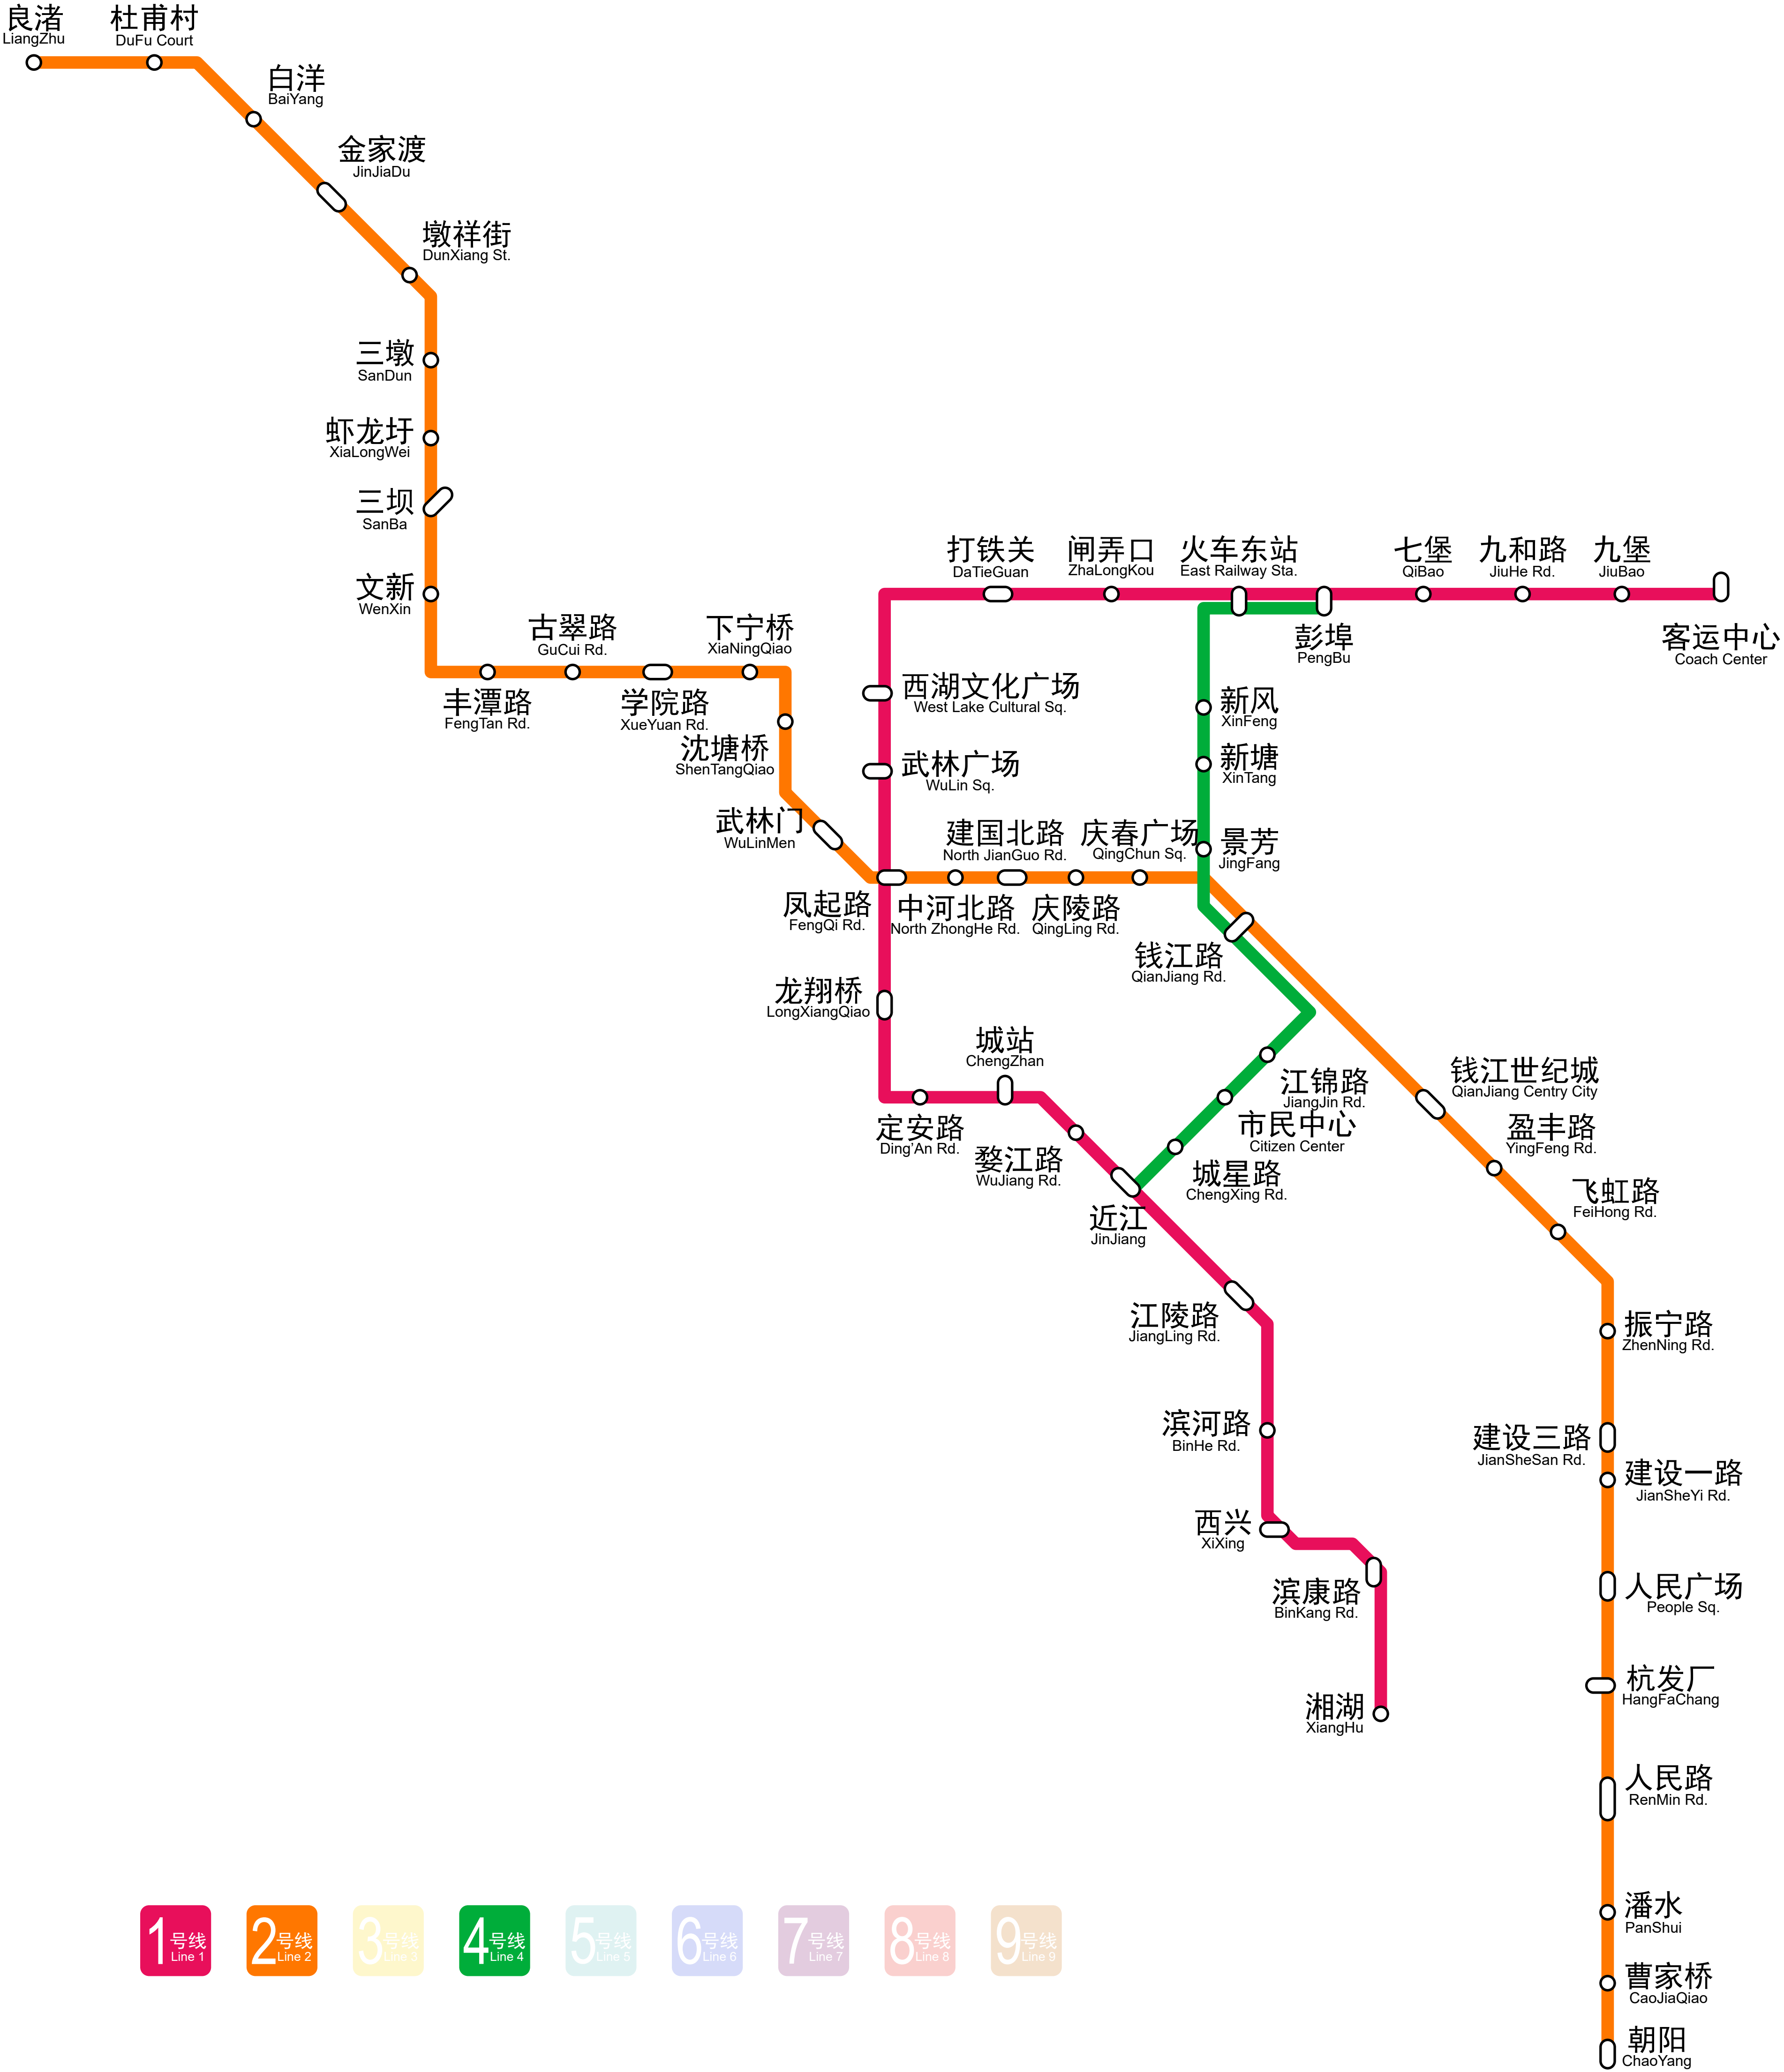 良渚
LiangZhu
杜甫村
DuFu Court
白洋
BaiYang
金家渡
JinJiaDu
墩祥街
DunXiang St.
三墩
SanDun
虾龙圩
XiaLongWei
三坝
SanBa
文新
WenXin
丰潭路
FengTan Rd.
古翠路
GuCui Rd.
学院路
XueYuan Rd.
下宁桥
XiaNingQiao
沈塘桥
ShenTangQiao
武林门
WuLinMen
凤起路
FengQi Rd.
中河北路
North ZhongHe Rd.
建国北路
North JianGuo Rd.
庆陵路
QingLing Rd.
庆春广场
QingChun Sq.
钱江路
QianJiang Rd.
钱江世纪城
QianJiang Centry City
盈丰路
YingFeng Rd.
飞虹路
FeiHong Rd.
振宁路
ZhenNing Rd.
建设三路
JianSheSan Rd.
建设一路
JianSheYi Rd.
人民广场
People Sq.
杭发厂
HangFaChang
人民路
RenMin Rd.
潘水
PanShui
曹家桥
CaoJiaQiao
朝阳
ChaoYang
打铁关
DaTieGuan
闸弄口
ZhaLongKou
火车东站
East Railway Sta.
彭埠
PengBu
七堡
QiBao
九和路
JiuHe Rd.
九堡
JiuBao
客运中心
Coach Center
西湖文化广场
West Lake Cultural Sq.
武林广场
WuLin Sq.
龙翔桥
LongXiangQiao
定安路
Ding'An Rd.
城站
ChengZhan
婺江路
WuJiang Rd.
近江
JinJiang
江陵路
JiangLing Rd.
滨河路
BinHe Rd.
西兴
XiXing
滨康路
BinKang Rd.
湘湖
XiangHu
新风
XinFeng
新塘
XinTang
景芳
JingFang
江锦路
JiangJin Rd.
市民中心
Citizen Center
城星路
ChengXing Rd.
1号线
Line 1
2号线
Line 2
3号线
Line 3
4号线
Line 4
5号线
Line 5
6号线
Line 6
7号线
Line 7
8号线
Line 8
9号线
Line 9